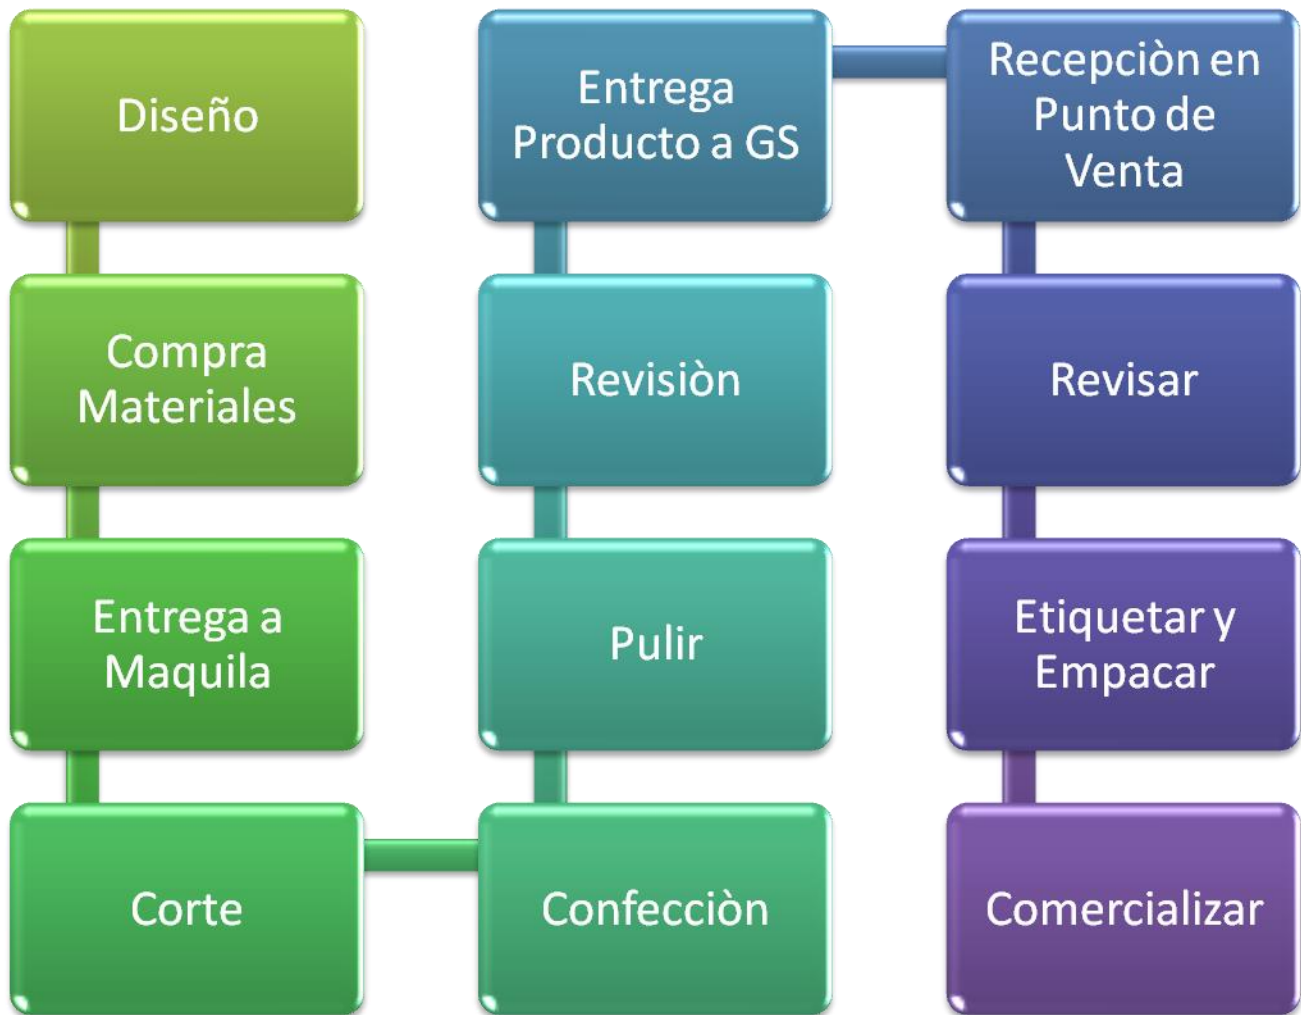 Diseño
Compra
Materiales
Entrega a
Maquila
Corte
Confecciòn
Pulir
Revisiòn
Entrega
Producto a GS
Recepciòn en
Punto de
Venta
Revisar
Etiquetar y
Empacar
Comercializar